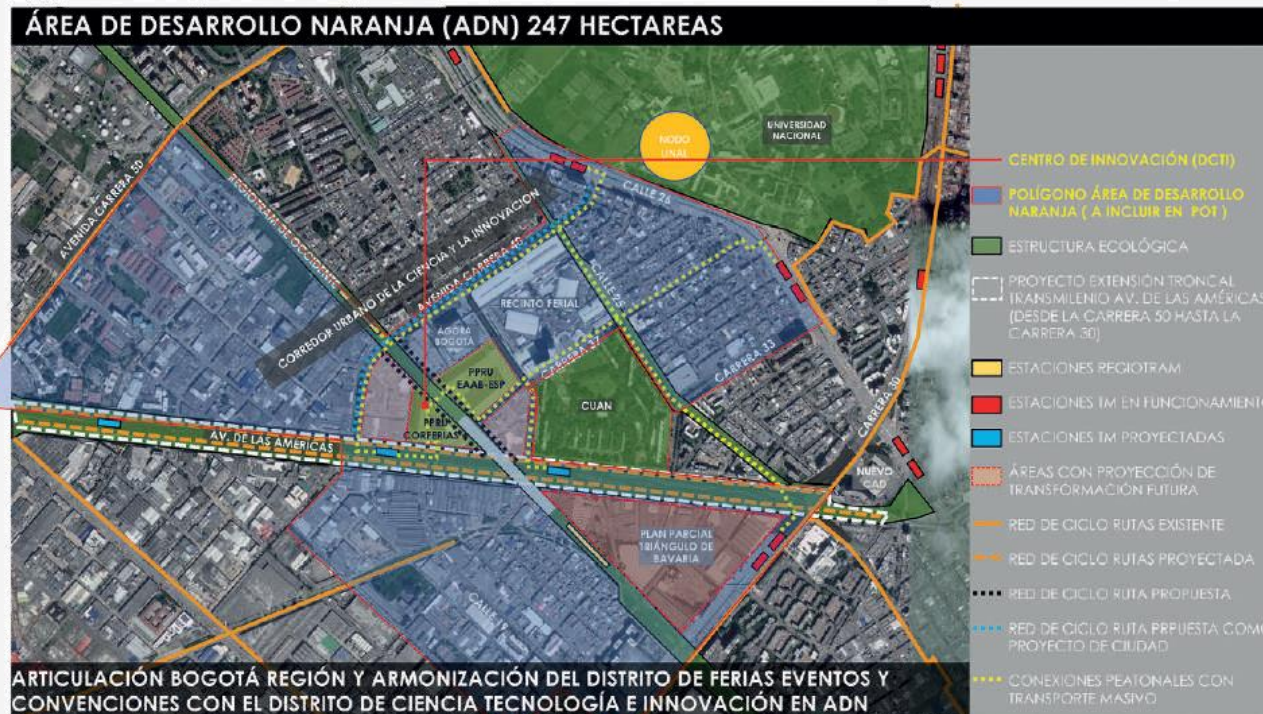 ÁREA DE DESARROLLO NARANJA (ADN) 247 HECTAREAS
AVENIDA CARRERA 50
REGIOTRAM DE OCCIDENTE
CORREDOR URBANO DE LA CIENCIA Y LA INNOVACION
AVENIDA CARRERA 40
NODO
UNAL
UNIVERSIDAD
NACIONAL
CALLE 26
CALLE 25
RECINTO FERIAL
AGORA
BOGOTÁ
CARRERA 37
CARRERA 33
CARRERA 30
PPRU
EAAB-ESP
PPRU
CORFERIAS
CUAN
AV. DE LAS AMÉRICAS
NUEVO
CAD
PLAN PARCIAL
TRIÁNGULO DE
BAVARIA
CENTRO DE INNOVACIÓN (DCTI)
POLÍGONO ÁREA DE DESARROLLO
NARANJA ( A INCLUIR EN POT )
ESTRUCTURA ECOLÓGICA
PROYECTO EXTENSION TRONCAL
TRANSMILENIO AV. DE LAS AMÉRICAS
(DESDE LA CARRERA 50 HASTA LA
CARRERA 30)
ESTACIONES REGIOTRAM
ESTACIONES TM EN FUNCIONAMIENTO
ESTACIONES TM PROYECTADAS
ÁREAS CON PROYECCIÓN DE
TRANSFORMACIÓN FUTURA
RED DE CICLO RUTAS EXISTENTE
RED DE CICLO RUTAS PROYECTADA
RED DE CICLO RUTA PROPUESTA
RED DE CICLO RUTA PRPUESTA COMO
PROYECTO DE CIUDAD
CONEXIONES PEATONALES CON
TRANSPORTE MASIVO
ARTICULACIÓN BOGOTÁ REGIÓN Y ARMONIZACIÓN DEL DISTRITO DE FERIAS EVENTOS Y
CONVENCIONES CON EL DISTRITO DE CIENCIA TECNOLOGÍA E INNOVACIÓN EN ADN